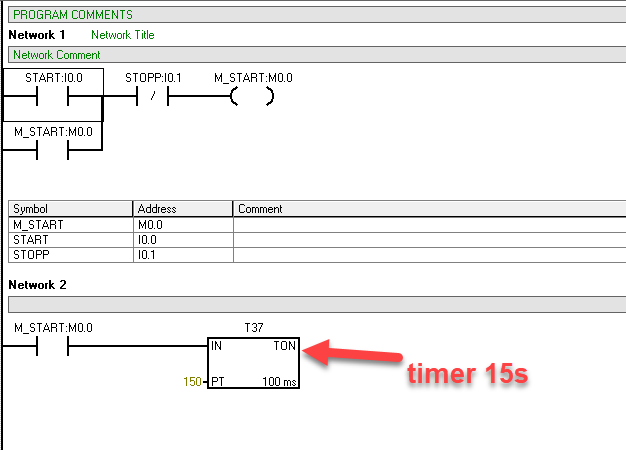 PROGRAM COMMENTS
Network 1 Network Title
Network Comment
START:I0.0 STOPP:I0.1 M_START:M0.0
/
M_START:M0.0
Symbol Address Comment
M_START M0.0
START I0.0
STOPP I0.1
Network 2
M_START:M0.0 T37
IN TON
150 PT 100 ms
timer 15s